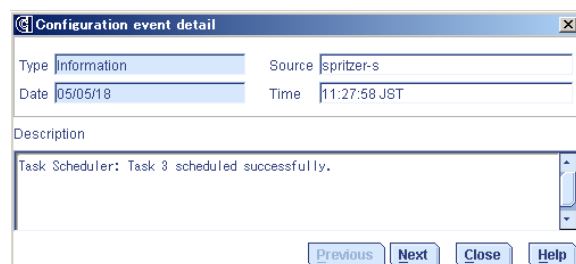 Configuration event detail
Type Information Source spritzer-s
Date 05/05/18 Time 11:27:58 JST
Description
Task Scheduler: Task 3 scheduled successfully.
Previous Next Close Help